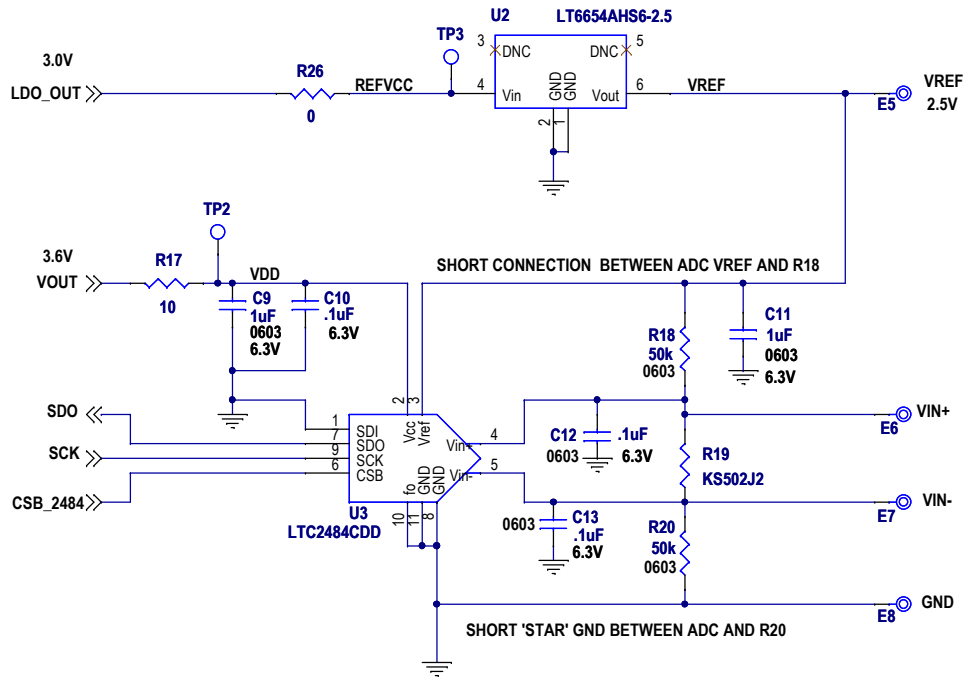 U2
LT6654AHS6-2.5
TP3
3
DNC
DNC
5
3.0V
R26
VREF
LDO_OUT
REFVCC
4
Vin
GND
GND
Vout
6
VREF
E5
2.5V
0
2
1
TP2
3.6V
R17
SHORT CONNECTION BETWEEN ADC VREF AND R18
VOUT
VDD
10
C9
1uF
0603
6.3V
C10
.1uF
6.3V
R18
50k
0603
C11
1uF
0603
6.3V
2
3
SDO
1
SDI
Vcc
Vref
4
C12
.1uF
VIN+
7
SDO
Vin+
0603
6.3V
E6
SCK
9
SCK
5
R19
6
CSB
Vin-
KS502J2
CSB_2484
fo
GND
GND
VIN-
U3
10
11
8
0603
C13
.1uF
6.3V
R20
50k
0603
E7
LTC2484CDD
GND
E8
SHORT 'STAR' GND BETWEEN ADC AND R20